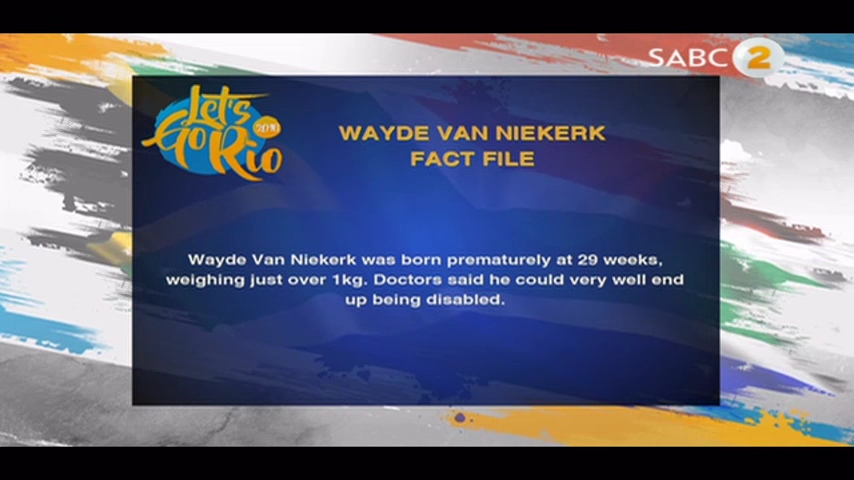 SABC 2
Let's
Go 2016
Rio
WAYDE VAN NIEKERK
FACT FILE
Wayde Van Niekerk was born prematurely at 29 weeks,
weighing just over 1kg. Doctors said he could very well end
up being disabled.